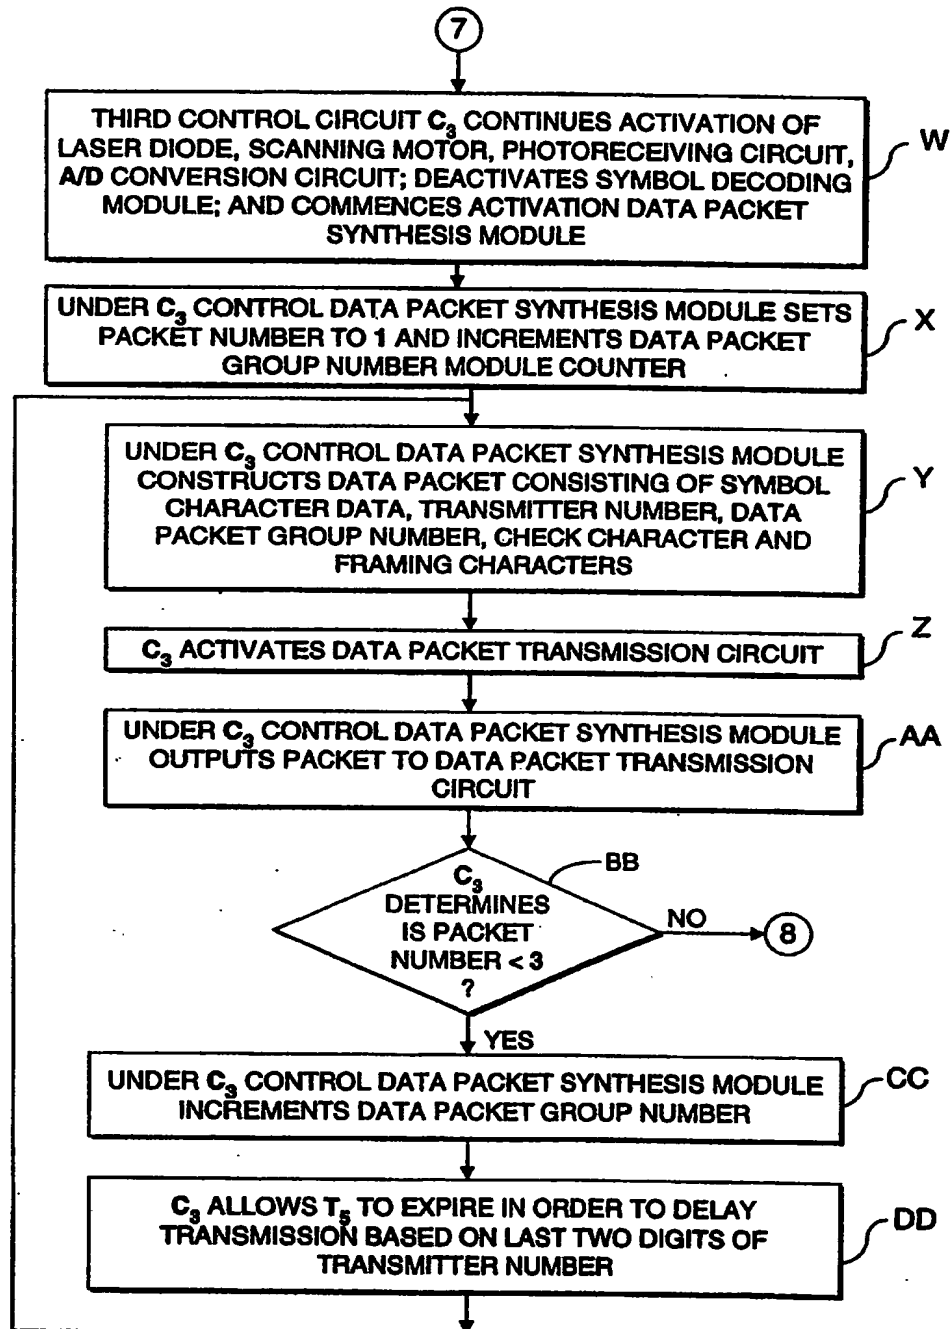 7
THIRD CONTROL CIRCUIT C₃ CONTINUES ACTIVATION OF
LASER DIODE, SCANNING MOTOR, PHOTORECEIVING CIRCUIT,
A/D CONVERSION CIRCUIT; DEACTIVATES SYMBOL DECODING
MODULE; AND COMMENCES ACTIVATION DATA PACKET
SYNTHESIS MODULE
W
UNDER C₃ CONTROL DATA PACKET SYNTHESIS MODULE SETS
PACKET NUMBER TO 1 AND INCREMENTS DATA PACKET
GROUP NUMBER MODULE COUNTER
X
UNDER C₃ CONTROL DATA PACKET SYNTHESIS MODULE
CONSTRUCTS DATA PACKET CONSISTING OF SYMBOL
CHARACTER DATA, TRANSMITTER NUMBER, DATA
PACKET GROUP NUMBER, CHECK CHARACTER AND
FRAMING CHARACTERS
Y
C₃ ACTIVATES DATA PACKET TRANSMISSION CIRCUIT
Z
UNDER C₃ CONTROL DATA PACKET SYNTHESIS MODULE
OUTPUTS PACKET TO DATA PACKET TRANSMISSION
CIRCUIT
AA
C₃
DETERMINES
IS PACKET
NUMBER < 3
?
BB
NO
8
YES
UNDER C₃ CONTROL DATA PACKET SYNTHESIS MODULE
INCREMENTS DATA PACKET GROUP NUMBER
CC
C₃ ALLOWS T₅ TO EXPIRE IN ORDER TO DELAY
TRANSMISSION BASED ON LAST TWO DIGITS OF
TRANSMITTER NUMBER
DD